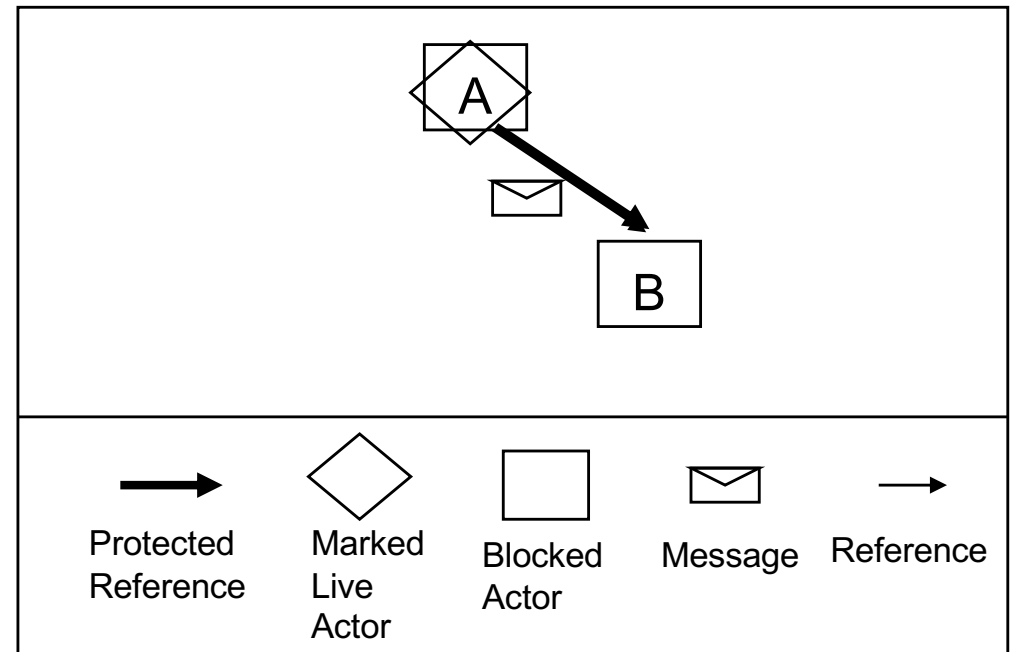 A
B
Protected
Reference
Marked
Live
Actor
Blocked
Actor
Message
Reference